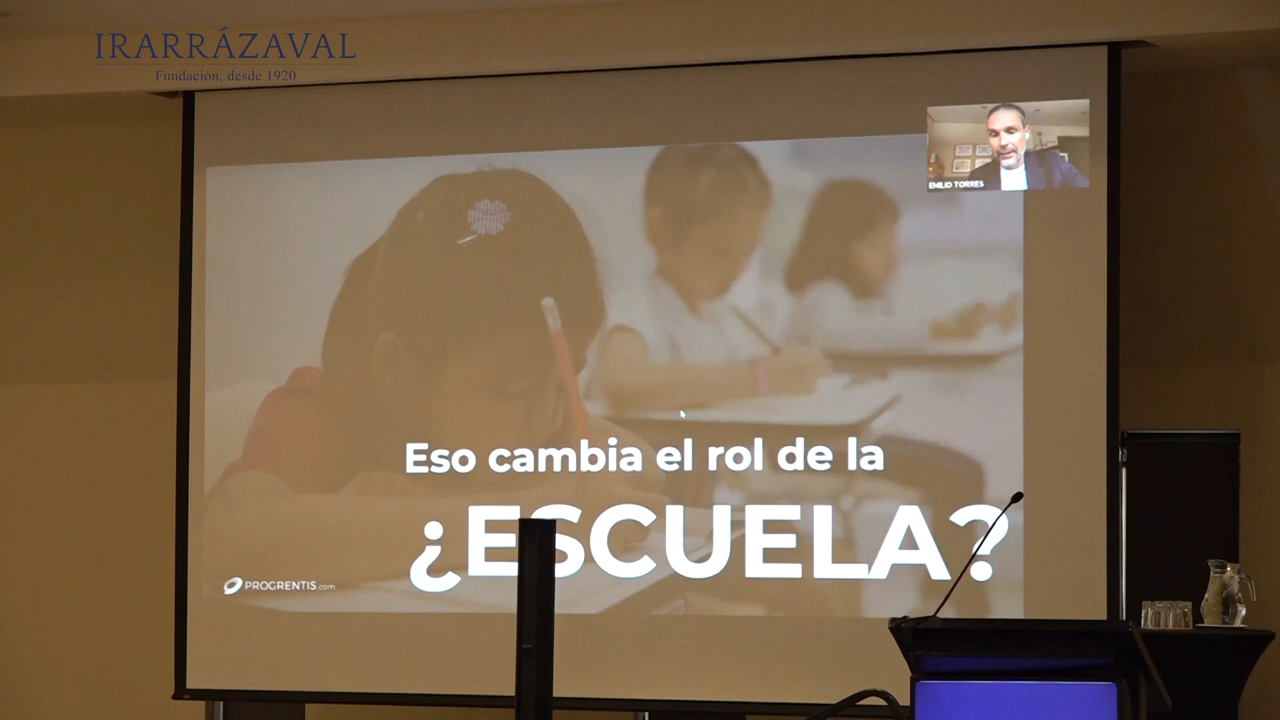 IRARRÁZAVAL
Fundación, desde 1920
EMILIO TORRES
Eso cambia el rol de la
¿ESCUELA?
PROGRENTIS.com